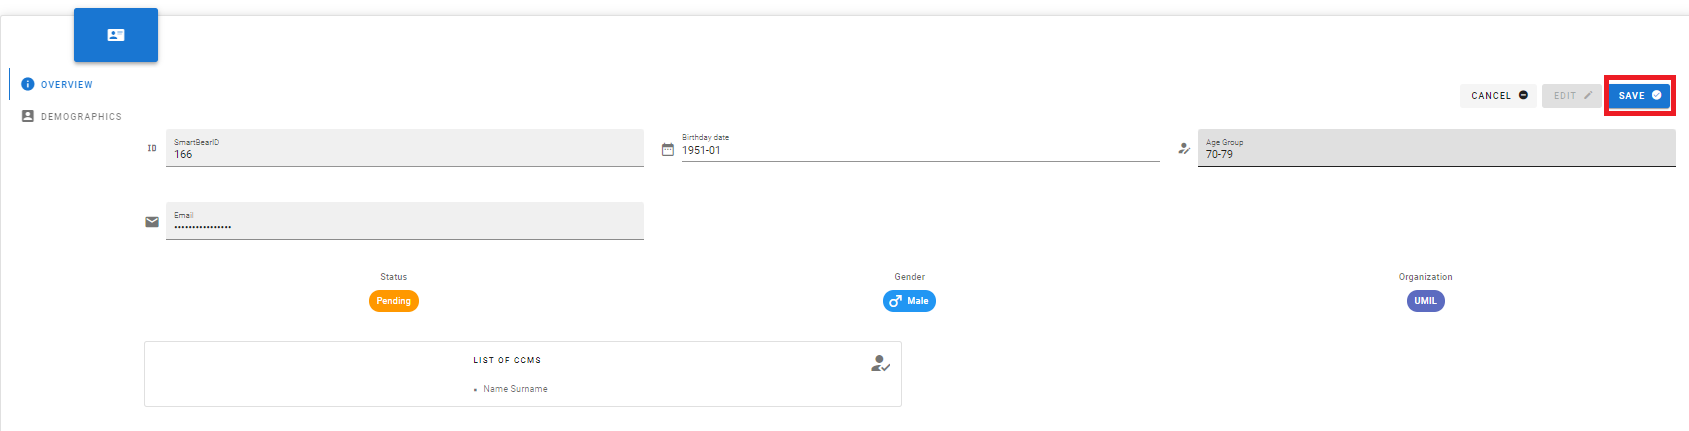 OVERVIEW
DEMOGRAPHICS
CANCEL
EDIT
SAVE
ID
SmartBearID
166
Birthday date
1951-01
Age Group
70-79
Email
••••••••••••••••
Status
Pending
Gender
Male
Organization
UMIL
LIST OF CCMS
• Name Surname